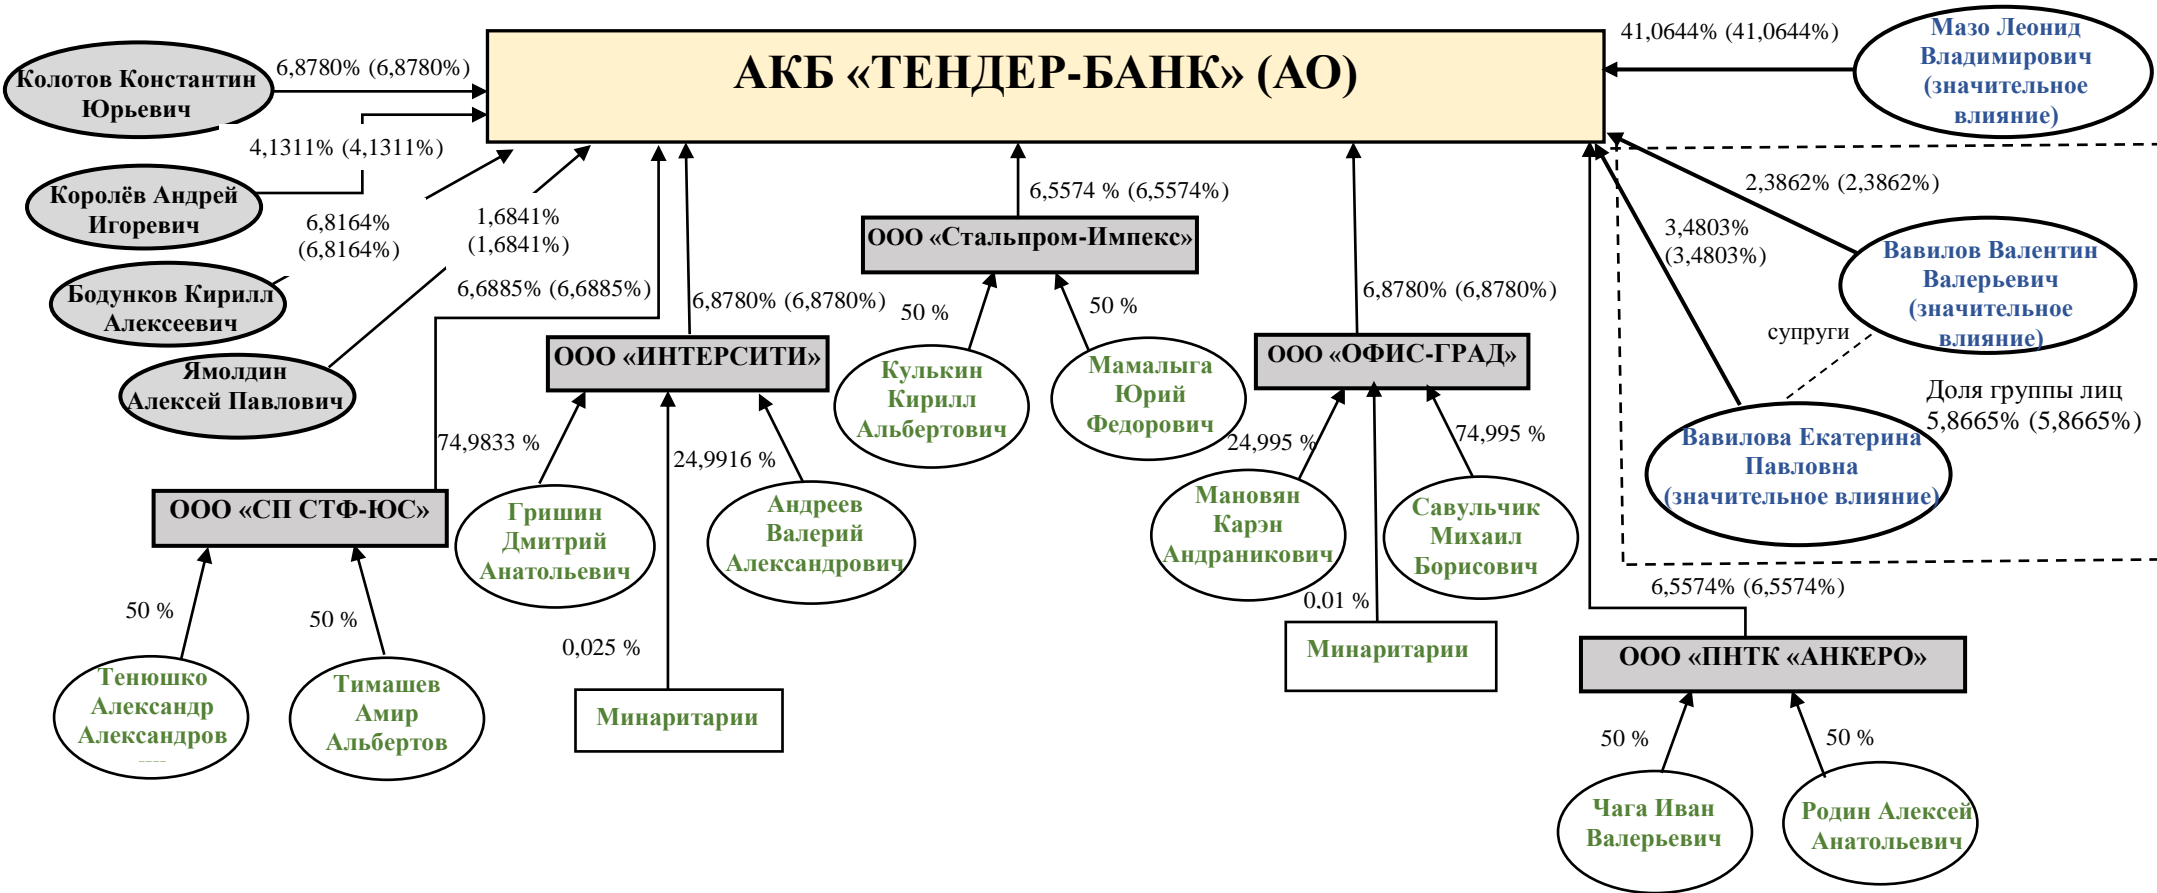 АКБ «ТЕНДЕР-БАНК» (АО)
Колотов Константин
Юрьевич
6,8780% (6,8780%)
Королёв Андрей
Игоревич
4,1311% (4,1311%)
Бодунков Кирилл
Алексеевич
6,8164%
(6,8164%)
Ямолдин
Алексей Павлович
1,6841%
(1,6841%)
6,6885% (6,6885%)
ООО «СП СТФ-ЮС»
50 %
50 %
Тенюшко
Александр
Александров
Тимашев
Амир
Альбертов
6,8780% (6,8780%)
ООО «ИНТЕРСИТИ»
74,9833 %
24,9916 %
Гришин
Дмитрий
Анатольевич
Андреев
Валерий
Александрович
0,025 %
Минаритарии
6,5574 % (6,5574%)
ООО «Стальпром-Импекс»
50 %
50 %
Кулькин
Кирилл
Альбертович
Мамалыга
Юрий
Федорович
6,8780% (6,8780%)
ООО «ОФИС-ГРАД»
24,995 %
74,995 %
Мановян
Карэн
Андраникович
Савульчик
Михаил
Борисович
0,01 %
Минаритарии
41,0644% (41,0644%)
Мазо Леонид
Владимирович
(значительное
влияние)
2,3862% (2,3862%)
3,4803%
(3,4803%)
Вавилов Валентин
Валерьевич
(значительное
влияние)
супруги
Доля группы лиц
5,8665% (5,8665%)
Вавилова Екатерина
Павловна
(значительное влияние)
6,5574% (6,5574%)
ООО «ПНТК «АНКЕРО»
50 %
50 %
Чага Иван
Валерьевич
Родин Алексей
Анатольевич